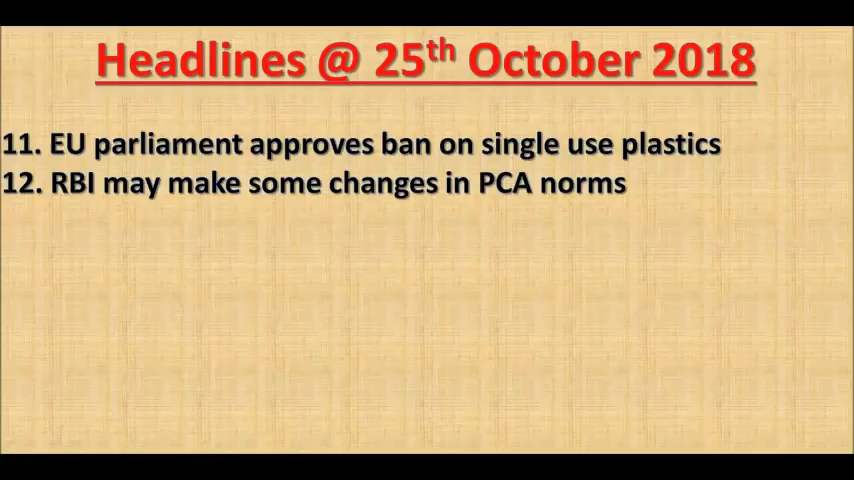 Headlines @ 25th October 2018
11. EU parliament approves ban on single use plastics
12. RBI may make some changes in PCA norms